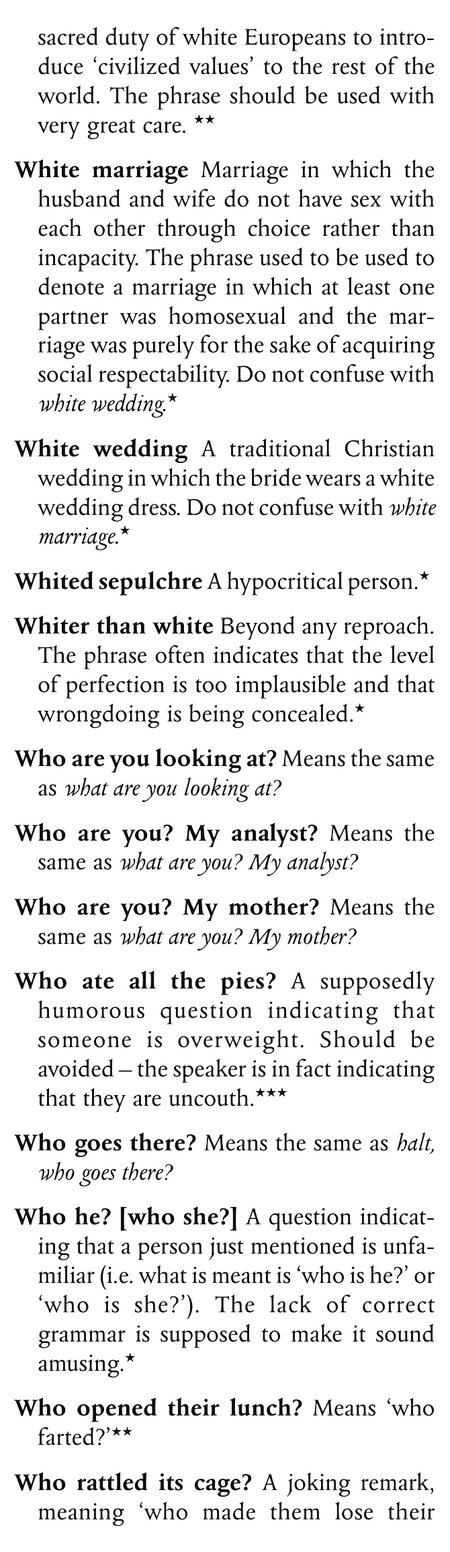 sacred duty of white Europeans to intro-
duce ‘civilized values’ to the rest of the
world. The phrase should be used with
very great care. ★★
White marriage Marriage in which the
husband and wife do not have sex with
each other through choice rather than
incapacity. The phrase used to be used to
denote a marriage in which at least one
partner was homosexual and the mar-
riage was purely for the sake of acquiring
social respectability. Do not confuse with
white wedding.★
White wedding A traditional Christian
wedding in which the bride wears a white
wedding dress. Do not confuse with white
marriage.★
Whited sepulchre A hypocritical person.★
Whiter than white Beyond any reproach.
The phrase often indicates that the level
of perfection is too implausible and that
wrongdoing is being concealed.★
Who are you looking at? Means the same
as what are you looking at?
Who are you? My analyst? Means the
same as what are you? My analyst?
Who are you? My mother? Means the
same as what are you? My mother?
Who ate all the pies? A supposedly
humorous question indicating that
someone is overweight. Should be
avoided – the speaker is in fact indicating
that they are uncouth.★★★
Who goes there? Means the same as halt,
who goes there?
Who he? [who she?] A question indicat-
ing that a person just mentioned is unfa-
miliar (i.e. what is meant is ‘who is he?’ or
‘who is she?’). The lack of correct
grammar is supposed to make it sound
amusing.★
Who opened their lunch? Means ‘who
farted?’★★
Who rattled its cage? A joking remark,
meaning ‘who made them lose their